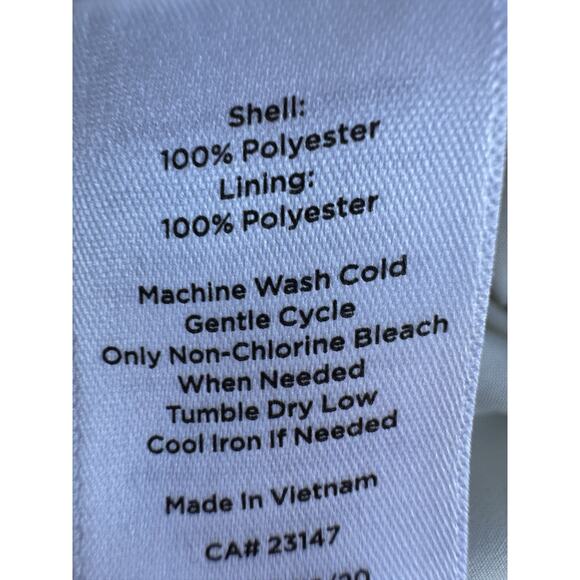 Shell:
100% Polyester
Lining:
100% Polyester
Machine Wash Cold
Gentle Cycle
Only Non-Chlorine Bleach
When Needed
Tumble Dry Low
Cool Iron If Needed
Made In Vietnam
CA# 23147